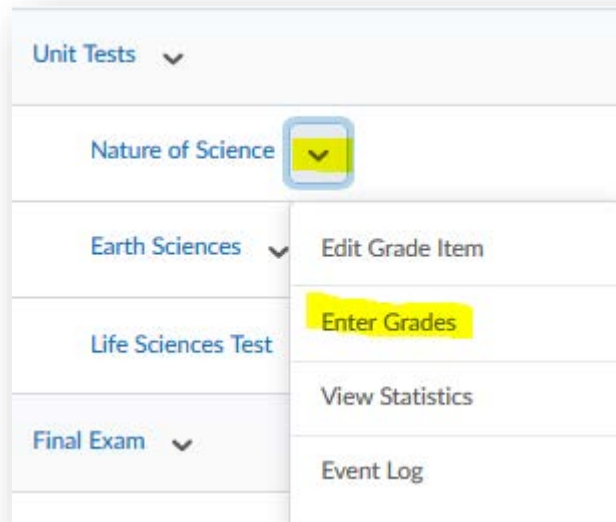 Unit Tests
Nature of Science
Earth Sciences
Edit Grade Item
Enter Grades
Life Sciences Test
View Statistics
Final Exam
Event Log